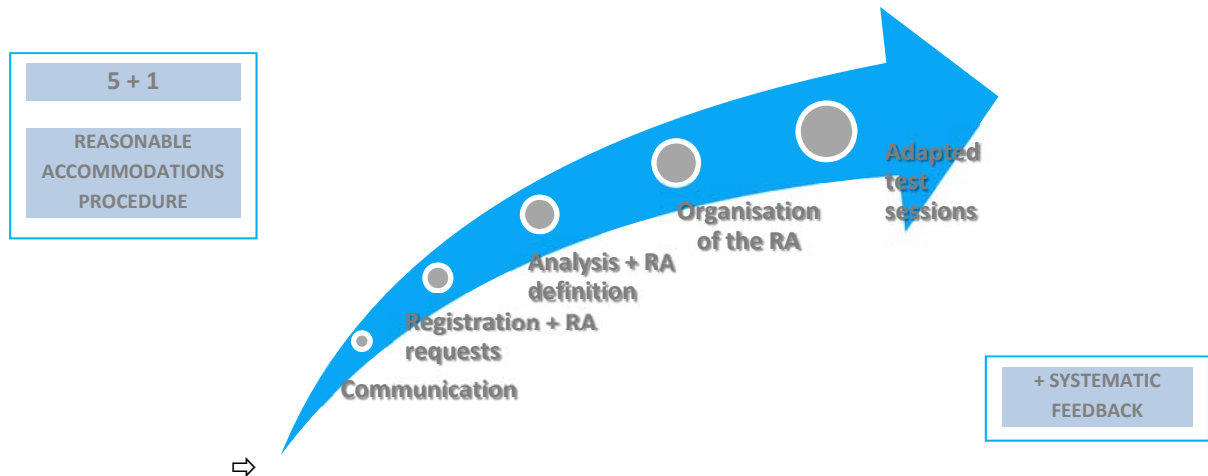 5 + 1
REASONABLE
ACCOMMODATIONS
PROCEDURE
Adapted
test
sessions
Organisation
of the RA
Analysis + RA
definition
Registration + RA
requests
Communication
+ SYSTEMATIC
FEEDBACK
⇨